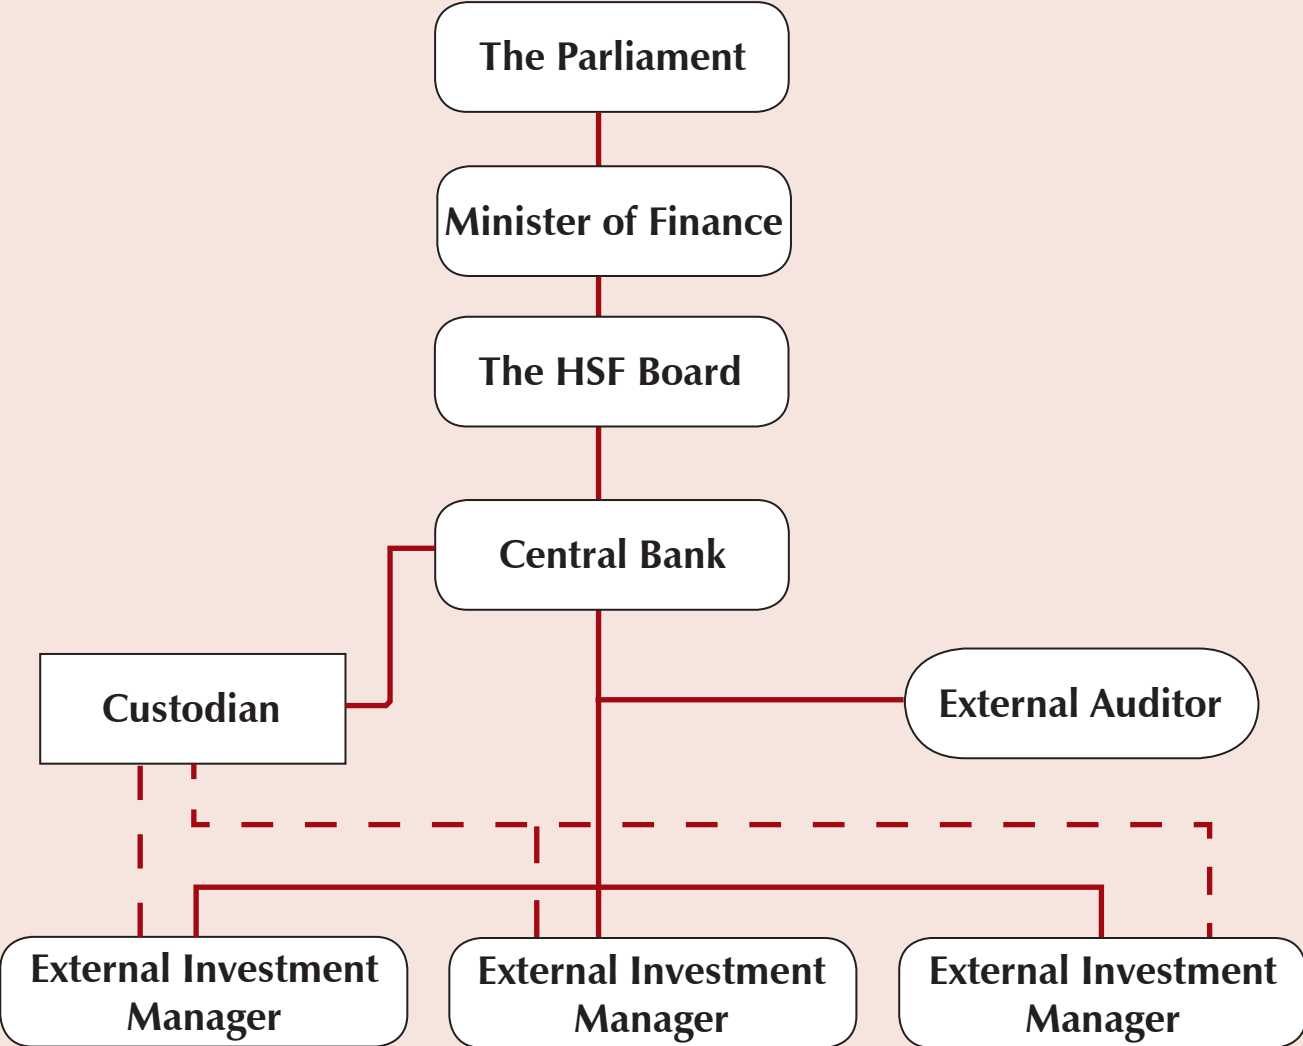 The Parliament
Minister of Finance
The HSF Board
Central Bank
Custodian
External Auditor
External Investment
Manager
External Investment
Manager
External Investment
Manager